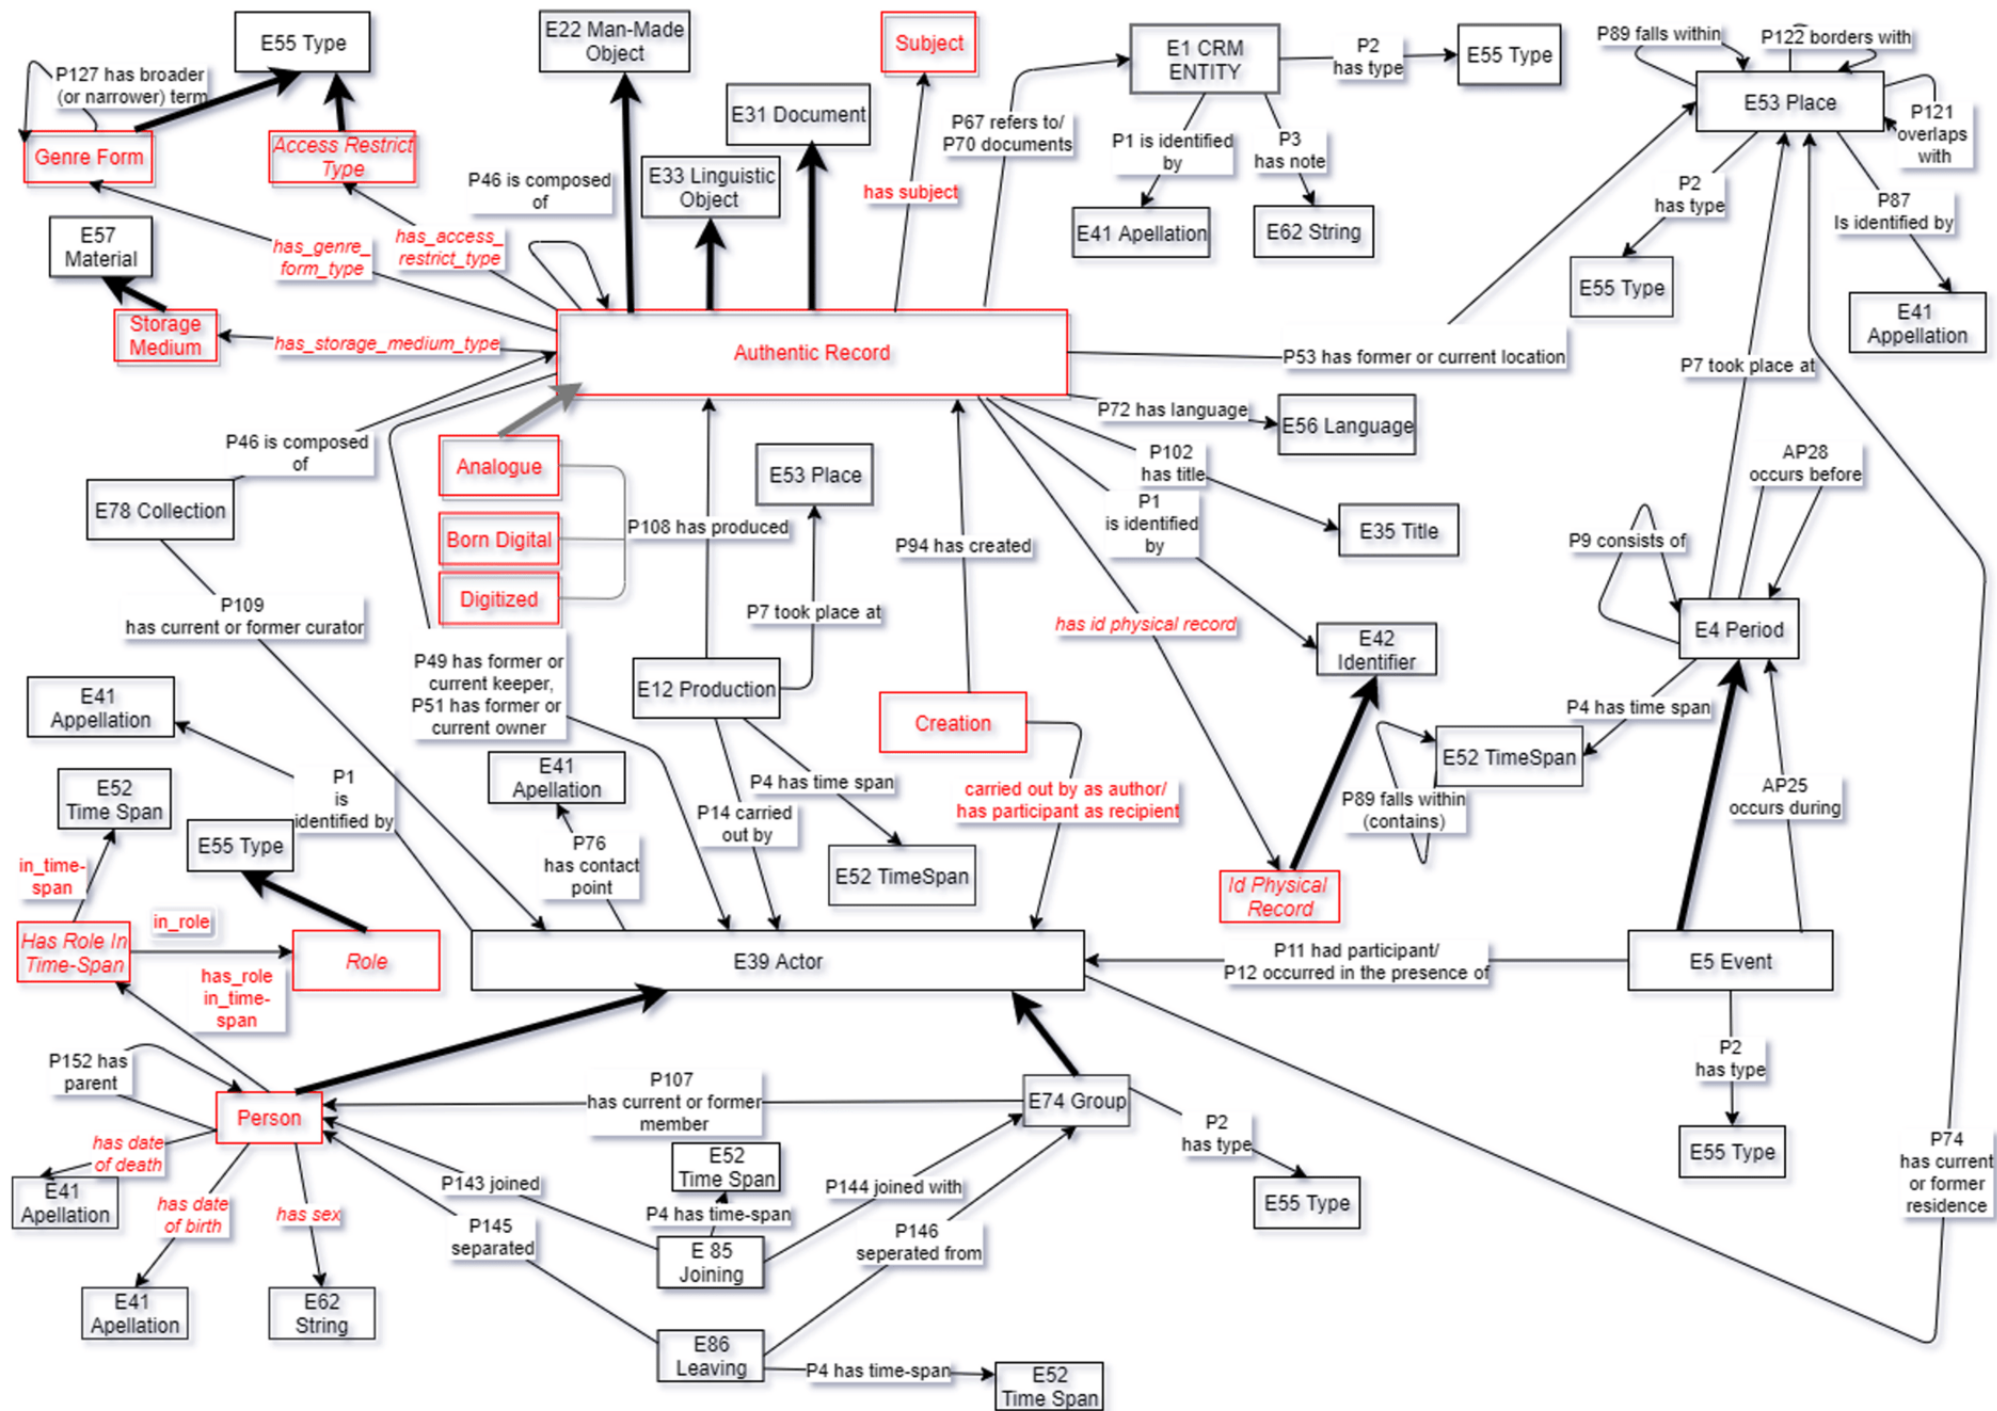 E55 Type
P127 has broader
(or narrower) term
Genre Form
Access Restrict
Type
E22 Man-Made
Object
E31 Document
E33 Linguistic
Object
P46 is composed
of
Subject
has subject
P67 refers to/
P70 documents
E1 CRM
ENTITY
P2
has type
E55 Type
P1 is identified
by
P3
has note
E41 Apellation
E62 String
P89 falls within
P122 borders with
E53 Place
P121
overlaps
with
P2
has type
P87
Is identified by
E55 Type
E41
Appellation
E57
Material
has_genre_
form_type
has_access_
restrict_type
Storage
Medium
has_storage_medium_type
Authentic Record
P53 has former or current location
P7 took place at
P72 has language
E56 Language
P102
has title
E35 Title
P1
is identified
by
P46 is composed
of
E78 Collection
Analogue
Born Digital
Digitized
P108 has produced
E53 Place
P94 has created
P7 took place at
AP28
occurs before
P9 consists of
E4 Period
P109
has current or former curator
P49 has former or
current keeper,
P51 has former or
current owner
E12 Production
Creation
has id physical record
E42
Identifier
P4 has time span
E52 TimeSpan
P89 falls within
(contains)
AP25
occurs during
E41
Appellation
E52
Time Span
P1
is
identified by
E55 Type
E41
Apellation
P76
has contact
point
P14 carried
out by
P4 has time span
E52 TimeSpan
carried out by as author/
has participant as recipient
Id Physical
Record
in_time-
span
in_role
Has Role In
Time-Span
Role
has_role
in_time-
span
E39 Actor
P11 had participant/
P12 occurred in the presence of
E5 Event
P2
has type
E55 Type
P152 has
parent
Person
P107
has current or former
member
E74 Group
P2
has type
E55 Type
has date
of death
E41
Apellation
has date
of birth
has sex
E41
Apellation
E62
String
P143 joined
E52
Time Span
P4 has time-span
P144 joined with
P145
separated
E 85
Joining
P146
seperated from
E86
Leaving
P4 has time-span
E52
Time Span
P74
has current
or former
residence